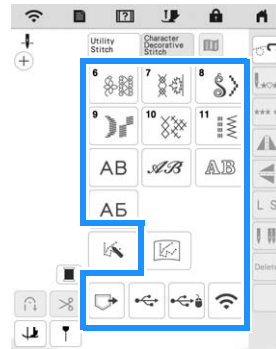 Utility
Stitch
Character
Decorative
Stitch
6 7 8
9 10 11
AB AB AB
АБ
L S
Delete